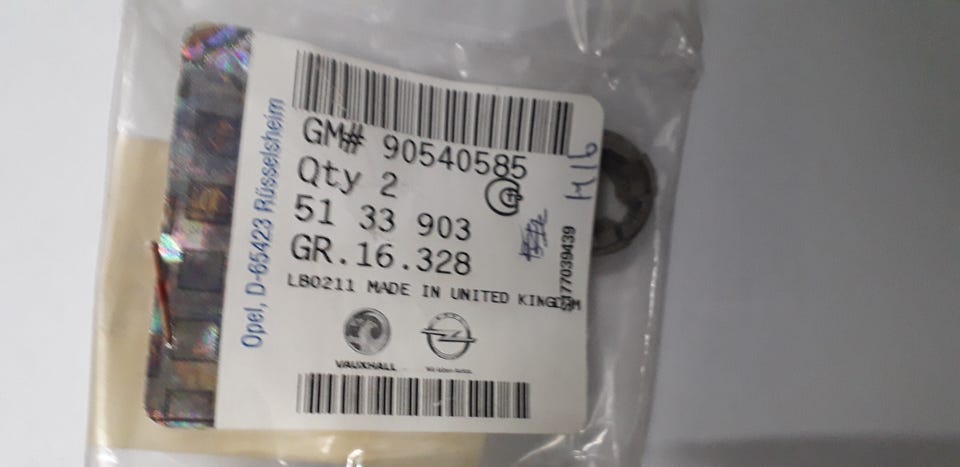 Opel, D-65423 Rüsselsheim
GM# 90540585
Qty 2
51 33 903
GR.16.328
LB0211 MADE IN UNITED KINGDOM
VAUXHALL
M16